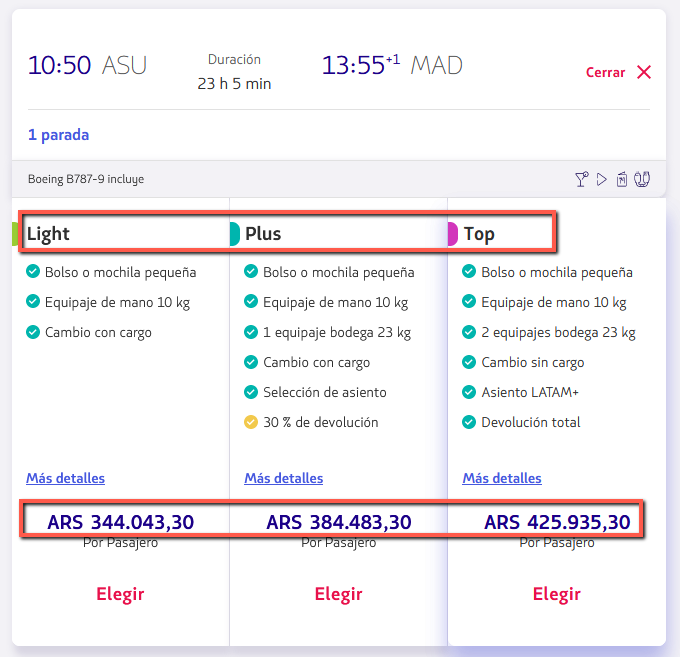 10:50 ASU
Duración
23 h 5 min
13:55+1 MAD
Cerrar
1 parada
Boeing B787-9 incluye
Light
Bolso o mochila pequeña
Equipaje de mano 10 kg
Cambio con cargo
Más detalles
ARS 344.043,30
Por Pasajero
Elegir
Plus
Bolso o mochila pequeña
Equipaje de mano 10 kg
1 equipaje bodega 23 kg
Cambio con cargo
Selección de asiento
30 % de devolución
Más detalles
ARS 384.483,30
Por Pasajero
Elegir
Top
Bolso o mochila pequeña
Equipaje de mano 10 kg
2 equipajes bodega 23 kg
Cambio sin cargo
Asiento LATAM+
Devolución total
Más detalles
ARS 425.935,30
Por Pasajero
Elegir